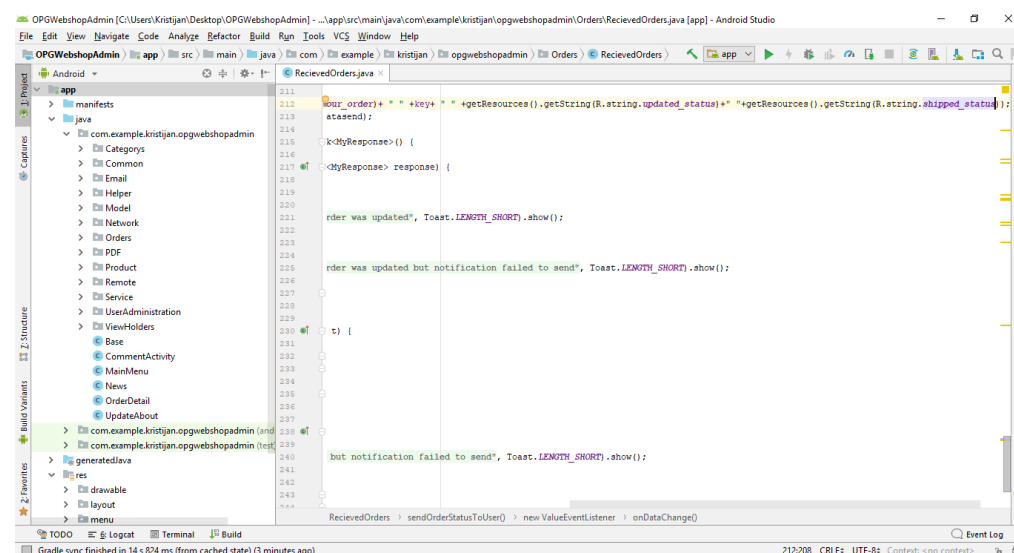 OPGWebshopAdmin [C:\Users\Kristijan\Desktop\OPGWebshopAdmin] - ...\app\src\main\java\com\example\kristijan\opgwebshopadmin\Orders\RecievedOrders.java [app] - Android Studio
File Edit View Navigate Code Analyze Refactor Build Run Tools VCS Window Help
OPGWebshopAdmin app src main java com example kristijan opgwebshopadmin Orders RecievedOrders app
Android RecievedOrders.java
1: Project
Captures
Z: Structure
Build Variants
2: Favorites
app
manifests
java
com.example.kristijan.opgwebshopadmin
Categorys
Common
Email
Helper
Model
Network
Orders
PDF
Product
Remote
Service
UserAdministration
ViewHolders
Base
CommentActivity
MainMenu
News
OrderDetail
UpdateAbout
com.example.kristijan.opgwebshopadmin (and
com.example.kristijan.opgwebshopadmin (test)
generatedJava
res
drawable
layout
menu
211
212 our_order)+ " " +key+ " " +getResources().getString(R.string.updated_status)+" "+getResources().getString(R.string.shipped_status));
213 atasend);
214
215 k<MyResponse>() {
216
217 <MyResponse> response) {
218
219
220
221 rder was updated", Toast.LENGTH_SHORT).show();
222
223
224
225 rder was updated but notification failed to send", Toast.LENGTH_SHORT).show();
226
227
228
229
230 t) {
231
232
233
234
235
236
237
238
239
240 but notification failed to send", Toast.LENGTH_SHORT).show();
241
242
243
244
RecievedOrders sendOrderStatusToUser() new ValueEventListener onDataChange()
TODO 6: Logcat Terminal Build Event Log
Gradle sync finished in 14 s 824 ms (from cached state) (3 minutes ago) 212:208 CRLF÷ UTF-8÷ Context: <no context>